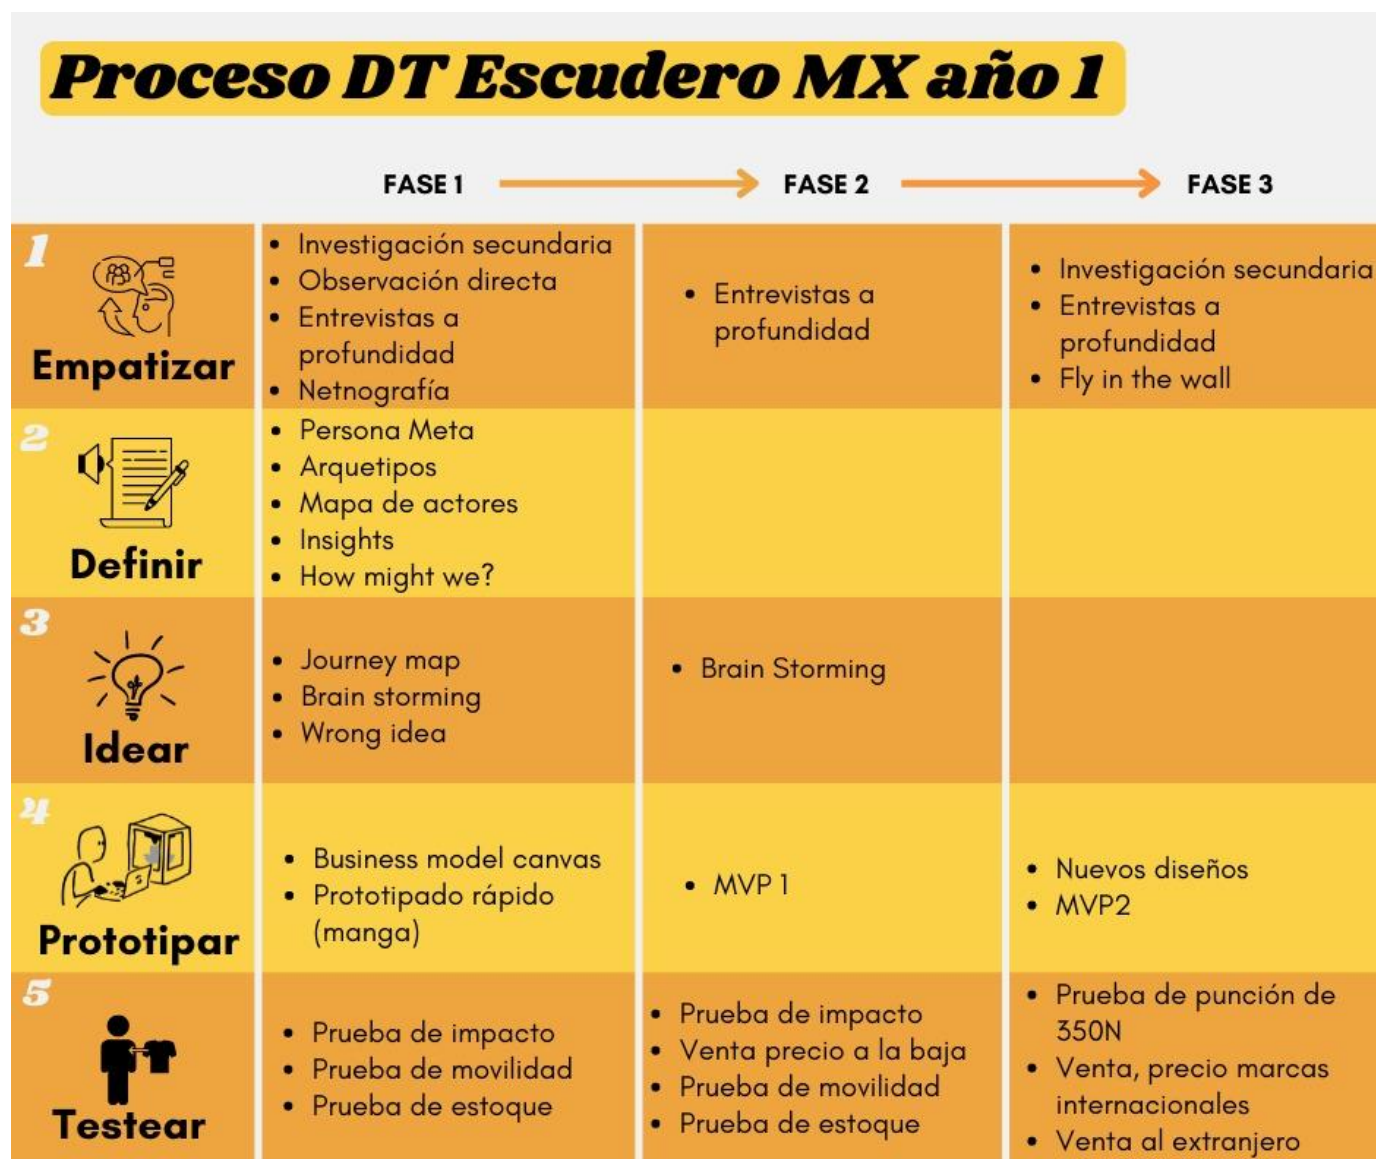 Proceso DT Escudero MX año 1
FASE 1
FASE 2
FASE 3
1
Empatizar
• Investigación secundaria
• Observación directa
• Entrevistas a
profundidad
• Netnografía
• Entrevistas a
profundidad
• Investigación secundaria
• Entrevistas a
profundidad
• Fly in the wall
2
Definir
• Persona Meta
• Arquetipos
• Mapa de actores
• Insights
• How might we?
3
Idear
• Journey map
• Brain storming
• Wrong idea
• Brain Storming
4
Prototipar
• Business model canvas
• Prototipado rápido
(manga)
• MVP 1
• Nuevos diseños
• MVP2
5
Testear
• Prueba de impacto
• Prueba de movilidad
• Prueba de estoque
• Prueba de impacto
• Venta precio a la baja
• Prueba de movilidad
• Prueba de estoque
• Prueba de punción de
350N
• Venta, precio marcas
internacionales
• Venta al extranjero